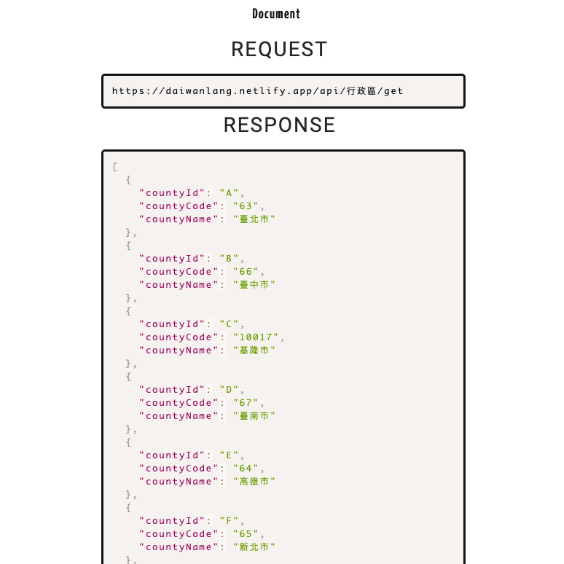 Document
REQUEST
https://daiwanlang.netlify.app/api/行政區/get
RESPONSE
[
{
"countyId": "A",
"countyCode": "63",
"countyName": "臺北市"
},
{
"countyId": "B",
"countyCode": "66",
"countyName": "臺中市"
},
{
"countyId": "C",
"countyCode": "10017",
"countyName": "基隆市"
},
{
"countyId": "D",
"countyCode": "67",
"countyName": "臺南市"
},
{
"countyId": "E",
"countyCode": "64",
"countyName": "高雄市"
},
{
"countyId": "F",
"countyCode": "65",
"countyName": "新北市"
},